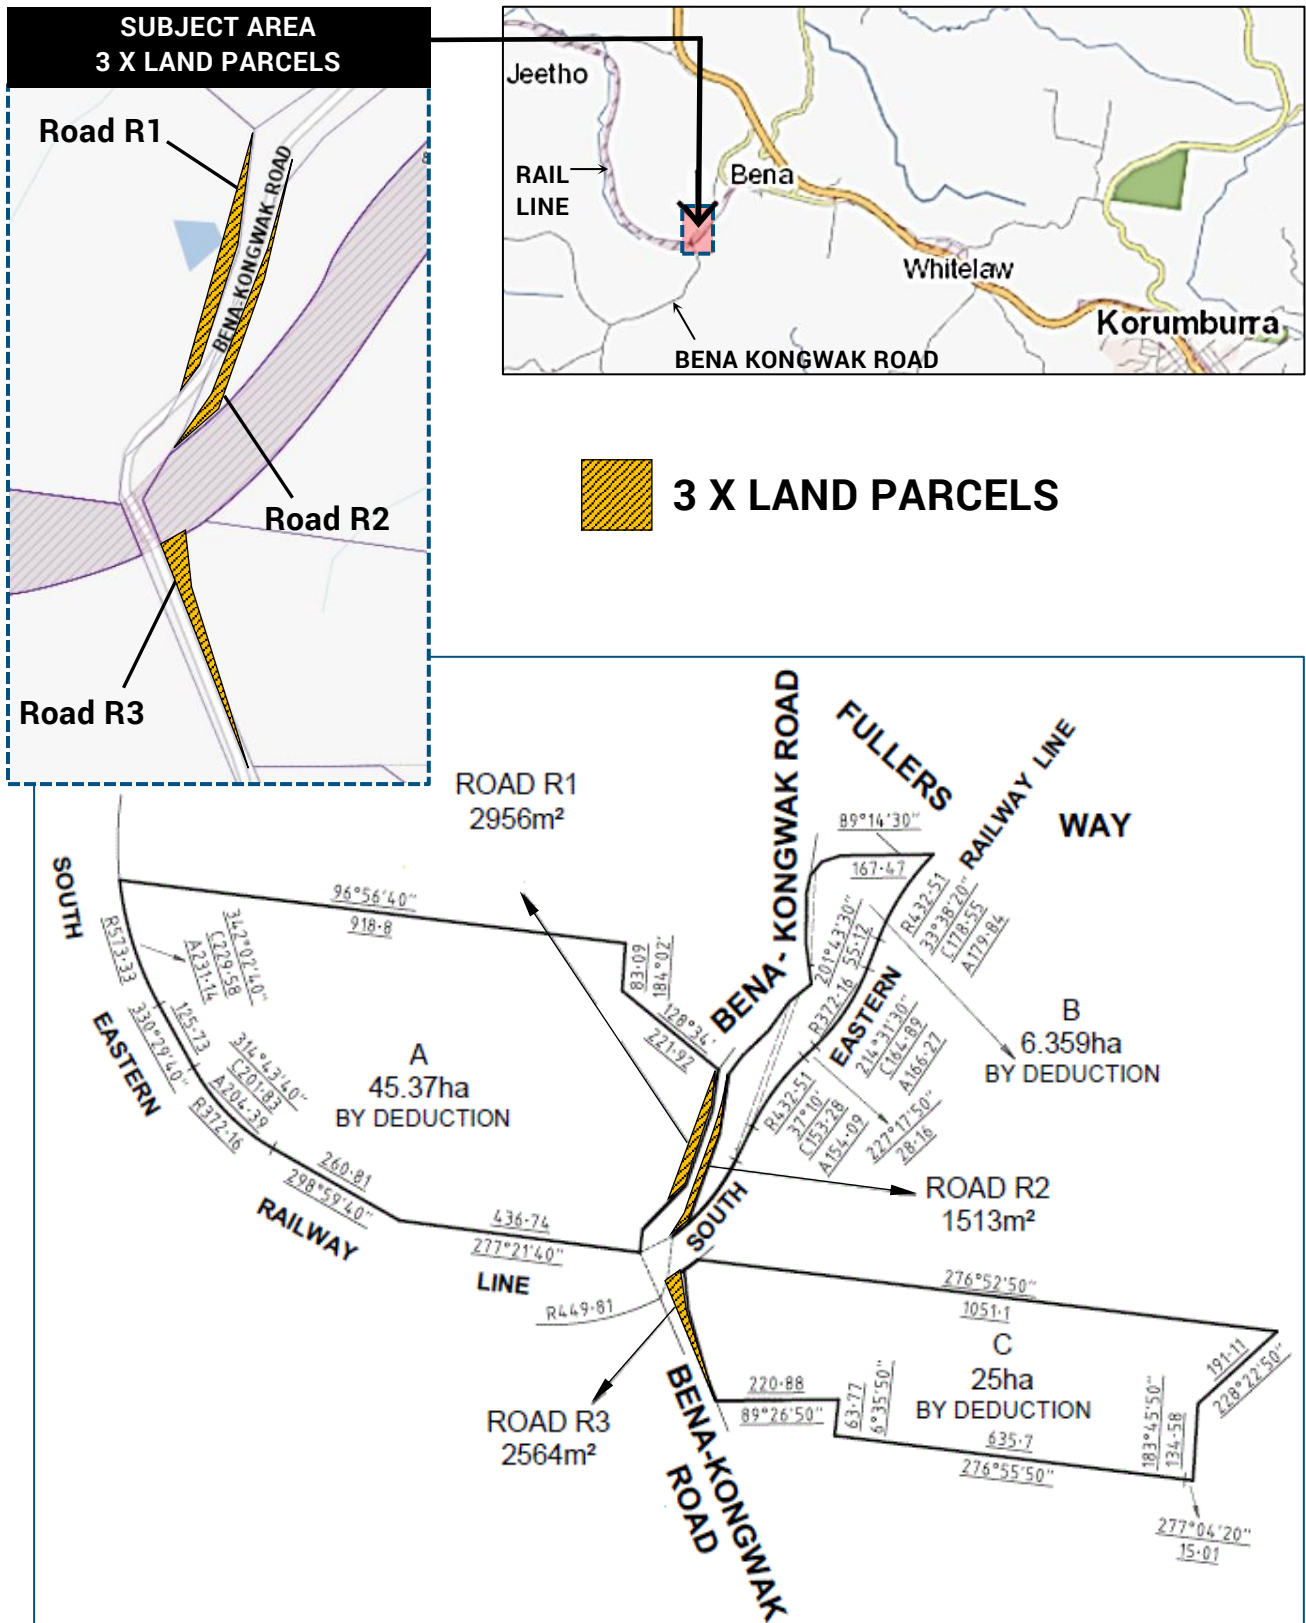 SUBJECT AREA
3 X LAND PARCELS
Road R1
BENA-KONGWAK ROAD
Road R2
Road R3
Jeetho
RAIL
LINE
Bena
Whitelaw
Korumburra
BENA KONGWAK ROAD
3 X LAND PARCELS
ROAD R1
2956m²
BENA - KONGWAK ROAD
FULLERS
WAY
RAILWAY LINE
89°14'30"
167·47
R432·51
33°38'20"
C178·55
A179·84
201°43'30"
55·12
R372·16
EASTERN
214°31'30"
C164·89
A166·27
B
6.359ha
BY DEDUCTION
227°17'50"
28·16
R432·51
37°10'
C153·28
A154·09
SOUTH
96°56'40"
918·8
83·09
184°02'
128°34'
221·92
SOUTH
R573·33
342°02'40"
C229·58
A231·14
EASTERN
125·73
330°29'40"
314°43'40"
C201·83
A204·39
R372·16
A
45.37ha
BY DEDUCTION
260·81
298°59'40"
RAILWAY
436·74
277°21'40"
LINE
R449·81
ROAD R2
1513m²
276°52'50"
1051·1
C
25ha
BY DEDUCTION
191·11
228°22'50"
183°45'50"
134·58
220·88
89°26'50"
63·77
6°35'50"
635·7
276°55'50"
277°04'20"
15·01
ROAD R3
2564m²
BENA-KONGWAK
ROAD